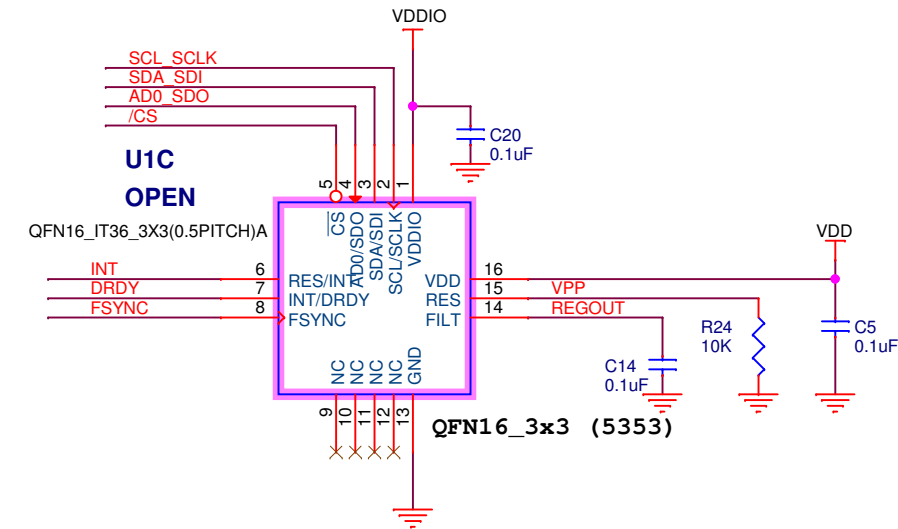 VDDIO
SCL_SCLK
SDA_SDI
AD0_SDO
/CS
C20
0.1uF
U1C
OPEN
QFN16_IT36_3X3(0.5PITCH)A
5
4
3
2
1
CS
AD0/SDO
SDA/SDI
SCL/SCLK
VDDIO
INT
DRDY
FSYNC
6
7
8
RES/INT
INT/DRDY
FSYNC
VDD
RES
FILT
16
15
14
VPP
REGOUT
VDD
R24
10K
C5
0.1uF
C14
0.1uF
NC
NC
NC
NC
GND
9
10
11
12
13
QFN16_3x3 (5353)